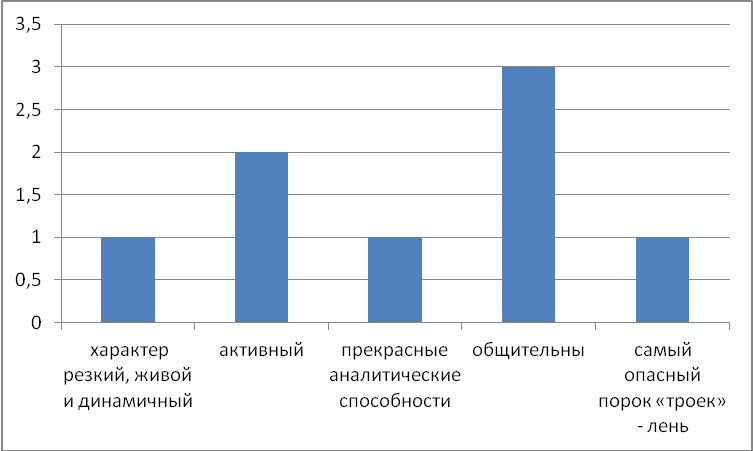 3,5
3
2,5
2
1,5
1
0,5
0
характер
резкий, живой
и динамичный
активный
прекрасные
аналитические
способности
общительны
самый
опасный
порок «троек»
- лень